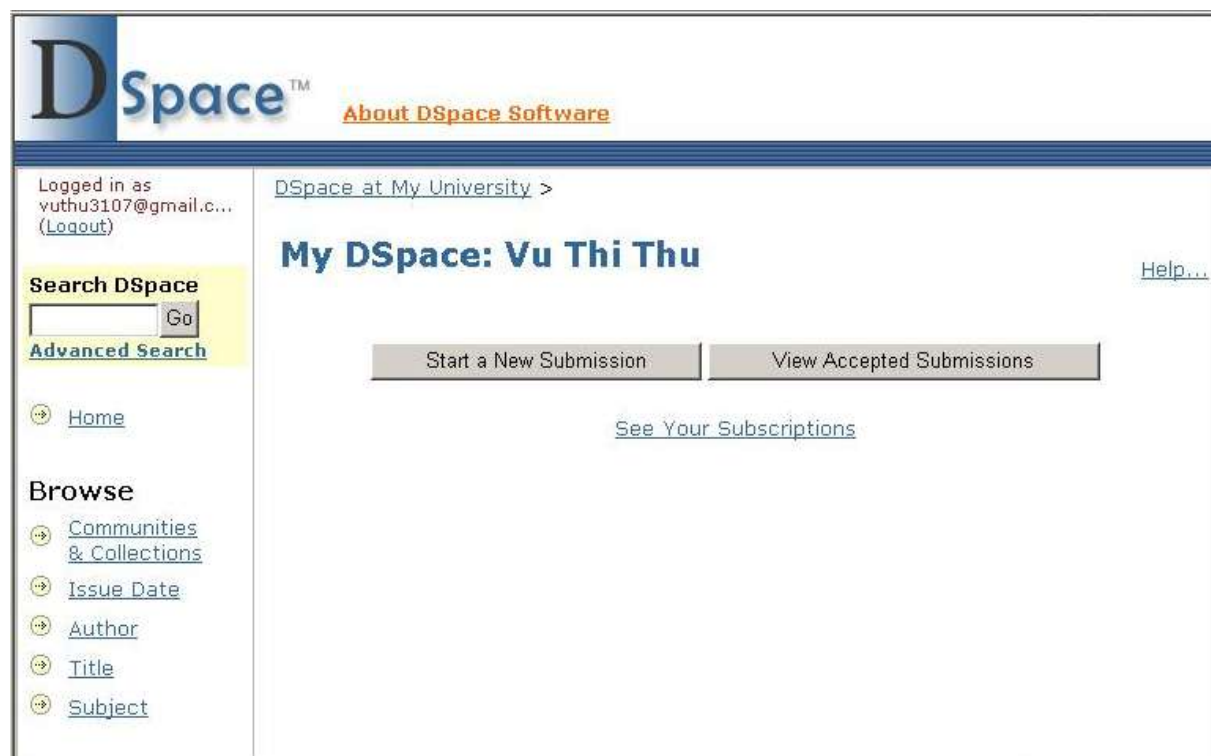 DSpace™
About DSpace Software
Logged in as
vuthu3107@gmail.c...
(Logout)
Search DSpace
Go
Advanced Search
Home
Browse
Communities
& Collections
Issue Date
Author
Title
Subject
DSpace at My University >
My DSpace: Vu Thi Thu
Help...
Start a New Submission
View Accepted Submissions
See Your Subscriptions